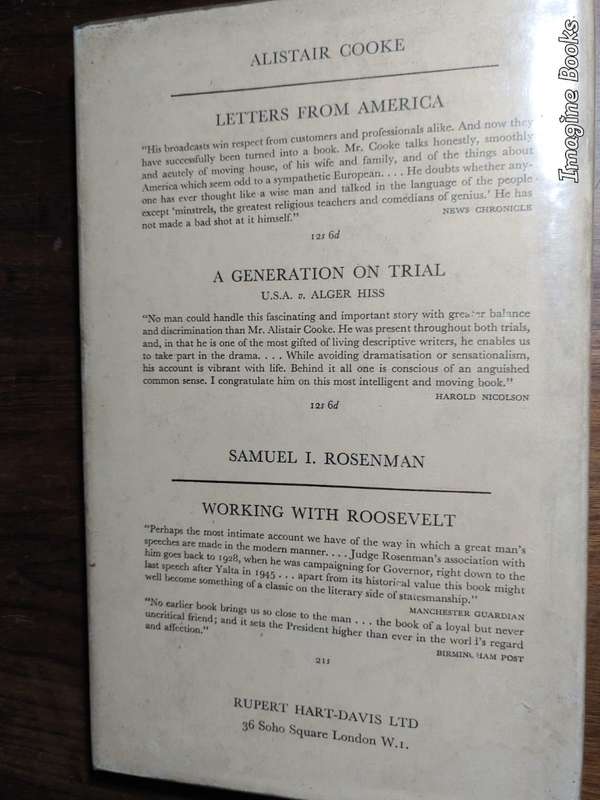 ALISTAIR COOKE
LETTERS FROM AMERICA
"His broadcasts win respect from customers and professionals alike. And now they
have successfully been turned into a book. Mr. Cooke talks honestly, smoothly
and acutely of moving house, of his wife and family, and of the things about
America which seem odd to a sympathetic European. . . . He doubts whether any-
one has ever thought like a wise man and talked in the language of the people
except 'minstrels, the greatest religious teachers and comedians of genius.' He has
not made a bad shot at it himself."
NEWS CHRONICLE
12s 6d
A GENERATION ON TRIAL
U.S.A. v. ALGER HISS
"No man could handle this fascinating and important story with greater balance
and discrimination than Mr. Alistair Cooke. He was present throughout both trials,
and, in that he is one of the most gifted of living descriptive writers, he enables us
to take part in the drama. . . . While avoiding dramatisation or sensationalism,
his account is vibrant with life. Behind it all one is conscious of an anguished
common sense. I congratulate him on this most intelligent and moving book."
HAROLD NICOLSON
12s 6d
SAMUEL I. ROSENMAN
WORKING WITH ROOSEVELT
"Perhaps the most intimate account we have of the way in which a great man's
speeches are made in the modern manner. . . . Judge Rosenman's association with
him goes back to 1928, when he was campaigning for Governor, right down to the
last speech after Yalta in 1945 . . . apart from its historical value this book might
well become something of a classic on the literary side of statesmanship."
MANCHESTER GUARDIAN
"No earlier book brings us so close to the man . . . the book of a loyal but never
uncritical friend; and it sets the President higher than ever in the world's regard
and affection."
BIRMINGHAM POST
21s
RUPERT HART-DAVIS LTD
36 Soho Square London W.1.
Imagine Books